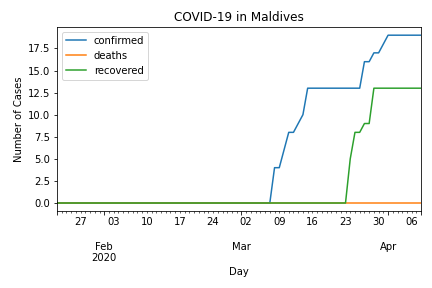 COVID-19 in Maldives
confirmed
deaths
recovered
Number of Cases
17.5
15.0
12.5
10.0
7.5
5.0
2.5
0.0
27 03 10 17 24 02 09 16 23 30 06
Feb Mar Apr
2020
Day